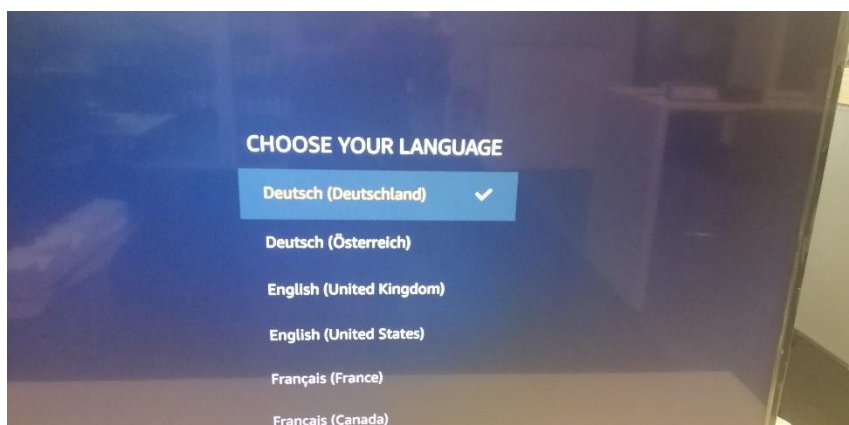 CHOOSE YOUR LANGUAGE
Deutsch (Deutschland)
Deutsch (Österreich)
English (United Kingdom)
English (United States)
Français (France)
Français (Canada)